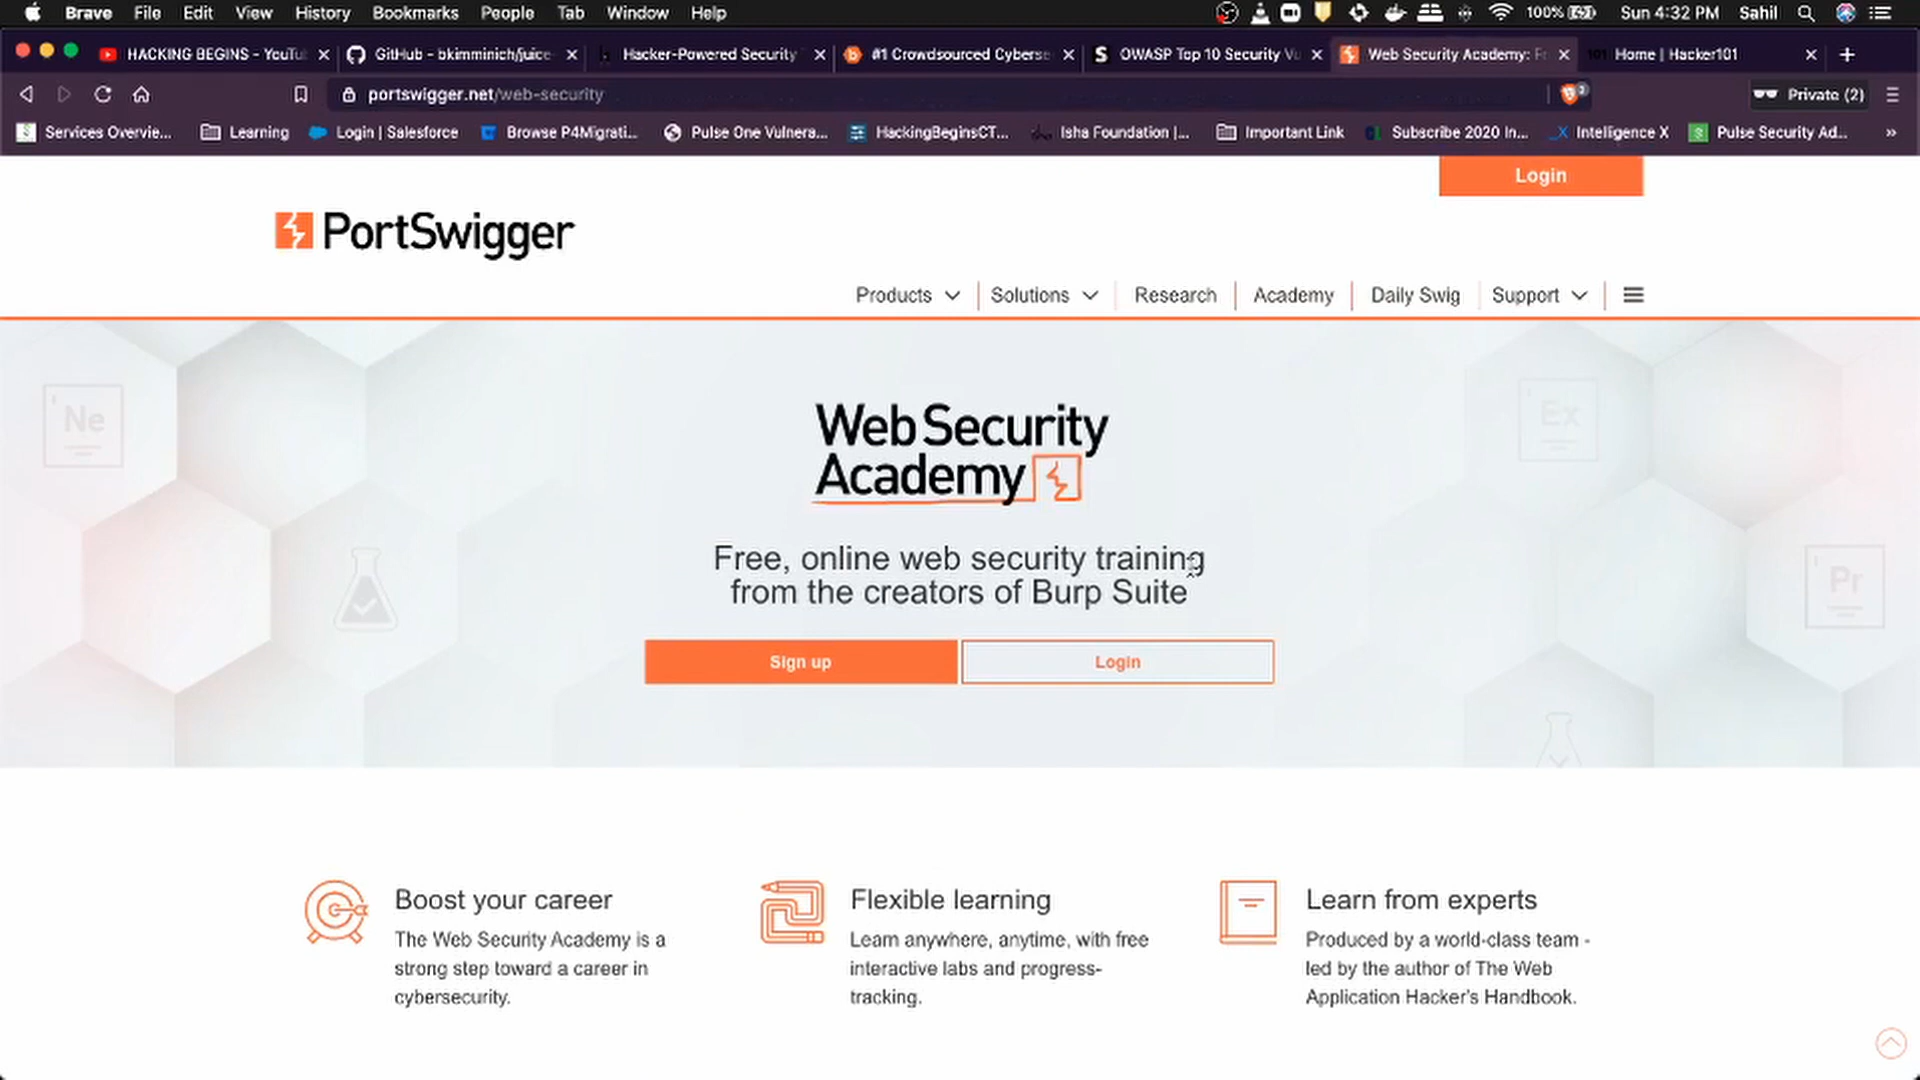 Brave File Edit View History Bookmarks People Tab Window Help 100% Sun 4:32 PM Sahil
HACKING BEGINS - YouTu GitHub - bkimminich/juice- Hacker-Powered Security #1 Crowdsourced Cyberse OWASP Top 10 Security Vu Web Security Academy: Fr Home | Hacker101
portswigger.net/web-security 3 Private (2)
Services Overvie... Learning Login | Salesforce Browse P4Migrati... Pulse One Vulnera... HackingBeginsCT... Isha Foundation |... Important Link Subscribe 2020 In... Intelligence X Pulse Security Ad... »
Login
PortSwigger
Products Solutions Research Academy Daily Swig Support
Ne
Ex
Web Security
Academy
Free, online web security training
from the creators of Burp Suite
Pr
Sign up Login
Boost your career
The Web Security Academy is a
strong step toward a career in
cybersecurity.
Flexible learning
Learn anywhere, anytime, with free
interactive labs and progress-
tracking.
Learn from experts
Produced by a world-class team -
led by the author of The Web
Application Hacker's Handbook.